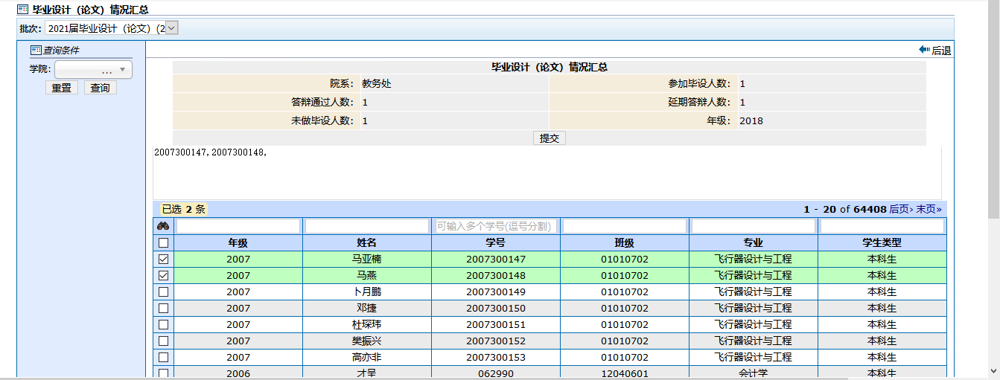 毕业设计（论文）情况汇总
批次: 2021届毕业设计（论文）(2
查询条件
后退
学院: ...
重置 查询
毕业设计（论文）情况汇总
院系: 教务处 参加毕设人数: 1
答辩通过人数: 1 延期答辩人数: 1
未做毕设人数: 1 年级: 2018
提交
2007300147,2007300148,
已选 2 条 1 - 20 of 64408 后页› 末页»
可输入多个学号(逗号分割)
年级 姓名 学号 班级 专业 学生类型
2007 马亚楠 2007300147 01010702 飞行器设计与工程 本科生
2007 马燕 2007300148 01010702 飞行器设计与工程 本科生
2007 卜月鹏 2007300149 01010702 飞行器设计与工程 本科生
2007 邓捷 2007300150 01010702 飞行器设计与工程 本科生
2007 杜琛玮 2007300151 01010702 飞行器设计与工程 本科生
2007 樊振兴 2007300152 01010702 飞行器设计与工程 本科生
2007 高亦非 2007300153 01010702 飞行器设计与工程 本科生
2006 才呈 062990 12040601 会计学 本科生